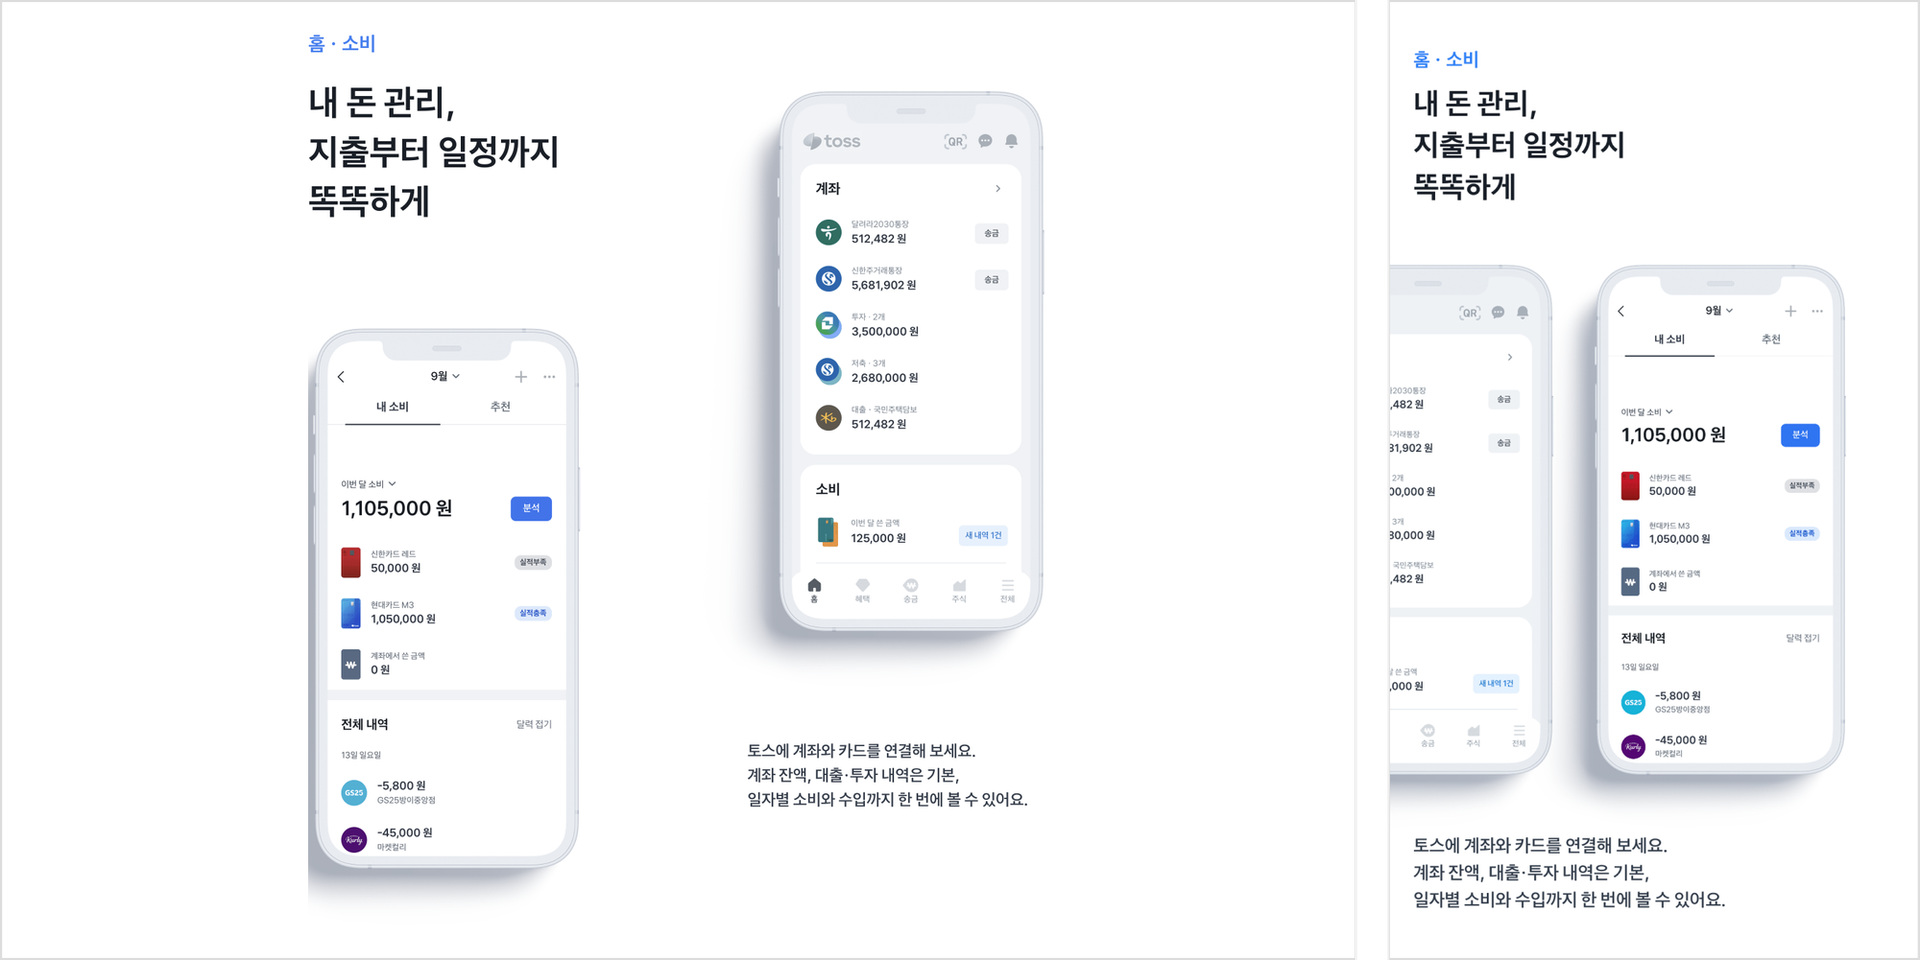 홈 · 소비
내 돈 관리,
지출부터 일정까지
똑똑하게
9월
내 소비
추천
이번 달 소비
1,105,000 원
분석
신한카드 레드
50,000 원
실적부족
현대카드 M3
1,050,000 원
실적충족
계좌에서 쓴 금액
0 원
전체 내역
달력 접기
13일 일요일
GS25
-5,800 원
GS25방이중앙점
Kurly
-45,000 원
마켓컬리
toss
QR
계좌
달러라2030통장
512,482 원
송금
신한주거래통장
5,681,902 원
송금
투자 · 2개
3,500,000 원
저축 · 3개
2,680,000 원
대출 · 국민주택담보
512,482 원
소비
이번 달 쓴 금액
125,000 원
새 내역 1건
홈
혜택
송금
주식
전체
토스에 계좌와 카드를 연결해 보세요.
계좌 잔액, 대출·투자 내역은 기본,
일자별 소비와 수입까지 한 번에 볼 수 있어요.
홈 · 소비
내 돈 관리,
지출부터 일정까지
똑똑하게
QR
2030통장
,482 원
송금
거래통장
31,902 원
송금
2개
00,000 원
3개
80,000 원
국민주택담보
,482 원
쓴 금액
,000 원
새 내역 1건
송금
주식
전체
9월
내 소비
추천
이번 달 소비
1,105,000 원
분석
신한카드 레드
50,000 원
실적부족
현대카드 M3
1,050,000 원
실적충족
계좌에서 쓴 금액
0 원
전체 내역
달력 접기
13일 일요일
GS25
-5,800 원
GS25방이중앙점
Kurly
-45,000 원
마켓컬리
토스에 계좌와 카드를 연결해 보세요.
계좌 잔액, 대출·투자 내역은 기본,
일자별 소비와 수입까지 한 번에 볼 수 있어요.